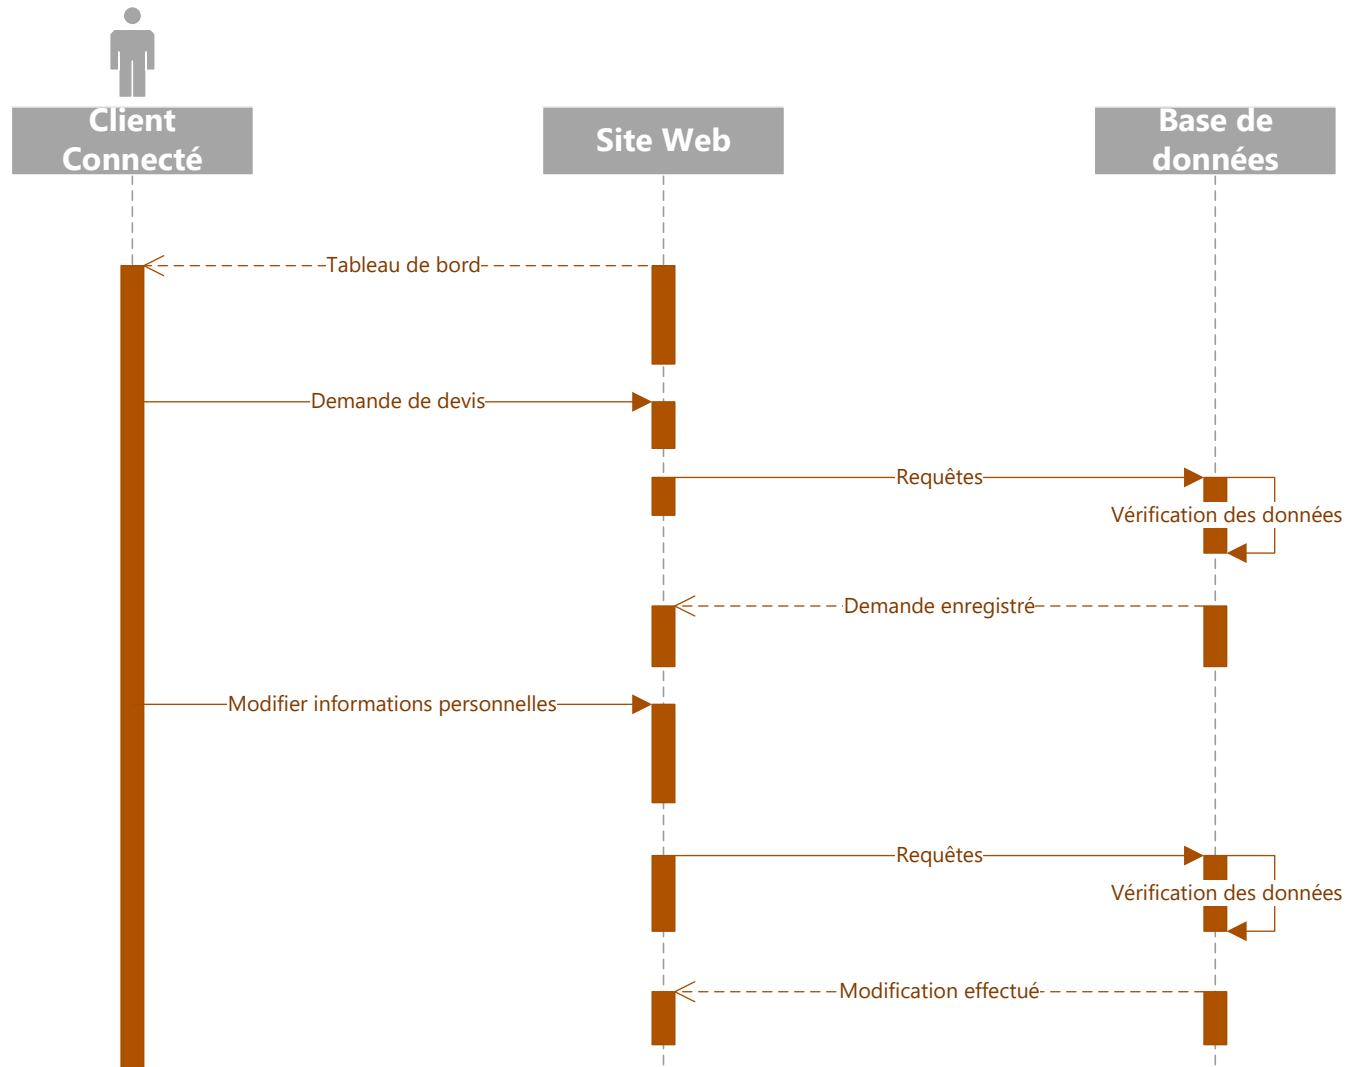 Client
Connecté
Site Web
Base de
données
Tableau de bord
Demande de devis
Requêtes
Vérification des données
Demande enregistré
Modifier informations personnelles
Requêtes
Vérification des données
Modification effectué